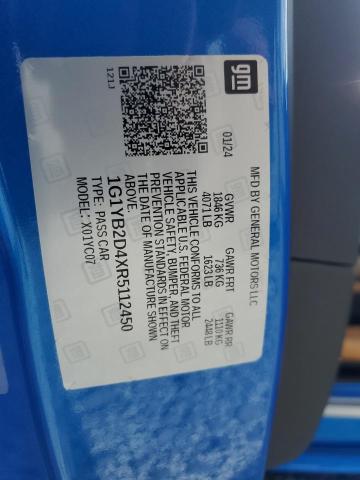 gm
MFD BY GENERAL MOTORS LLC
01/24
GVWR GAWR FRT GAWR RR
1846 KG 736 KG 1110 KG
4071 LB 1623 LB 2448 LB
THIS VEHICLE CONFORMS TO ALL
APPLICABLE U.S. FEDERAL MOTOR
VEHICLE SAFETY, BUMPER, AND THEFT
PREVENTION STANDARDS IN EFFECT ON
THE DATE OF MANUFACTURE SHOWN
1G1YB2D4XR5112450
TYPE: PASS CAR
MODEL: X01YC07
121J